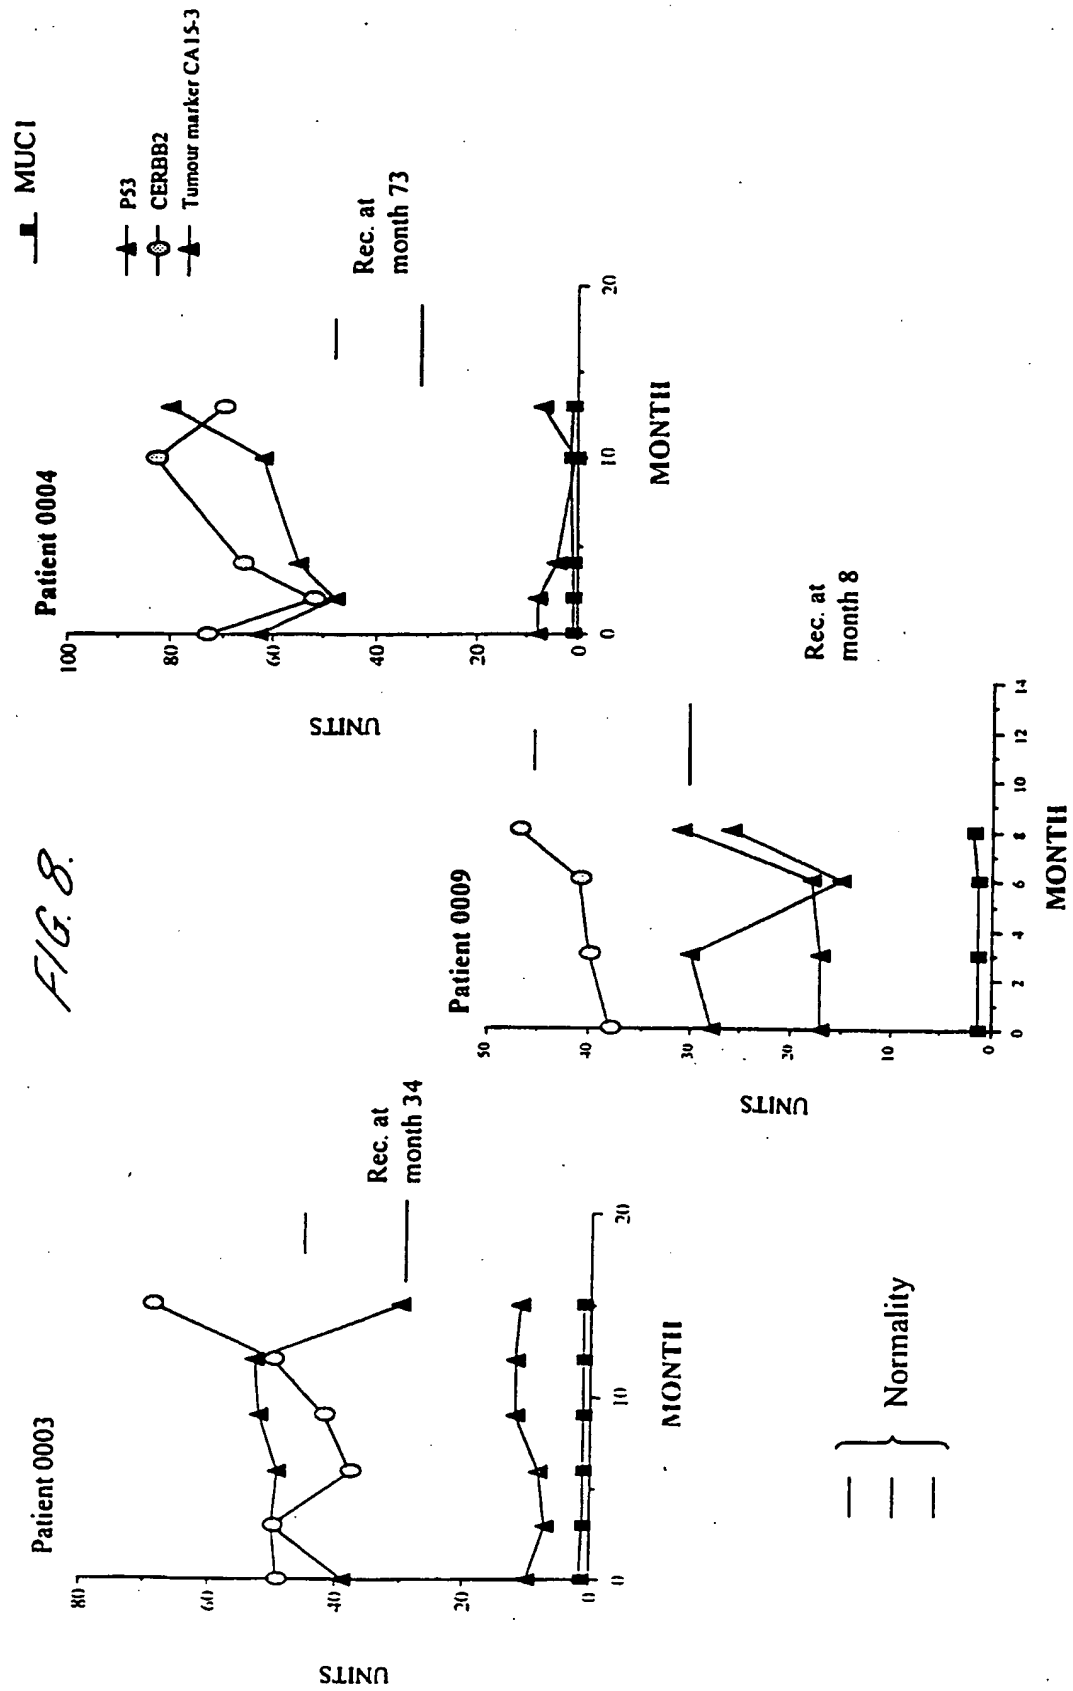 FIG. 8.
MUC1
P53
CERBB2
Tumour marker CA15-3
Patient 0003
UNITS
80
60
40
20
0
0
10
20
MONTH
Rec. at
month 34
Patient 0009
UNITS
50
40
30
20
10
0
0
2
4
6
8
10
12
14
MONTH
Rec. at
month 8
Patient 0004
UNITS
100
80
60
40
20
0
0
10
20
MONTH
Rec. at
month 73
Normality